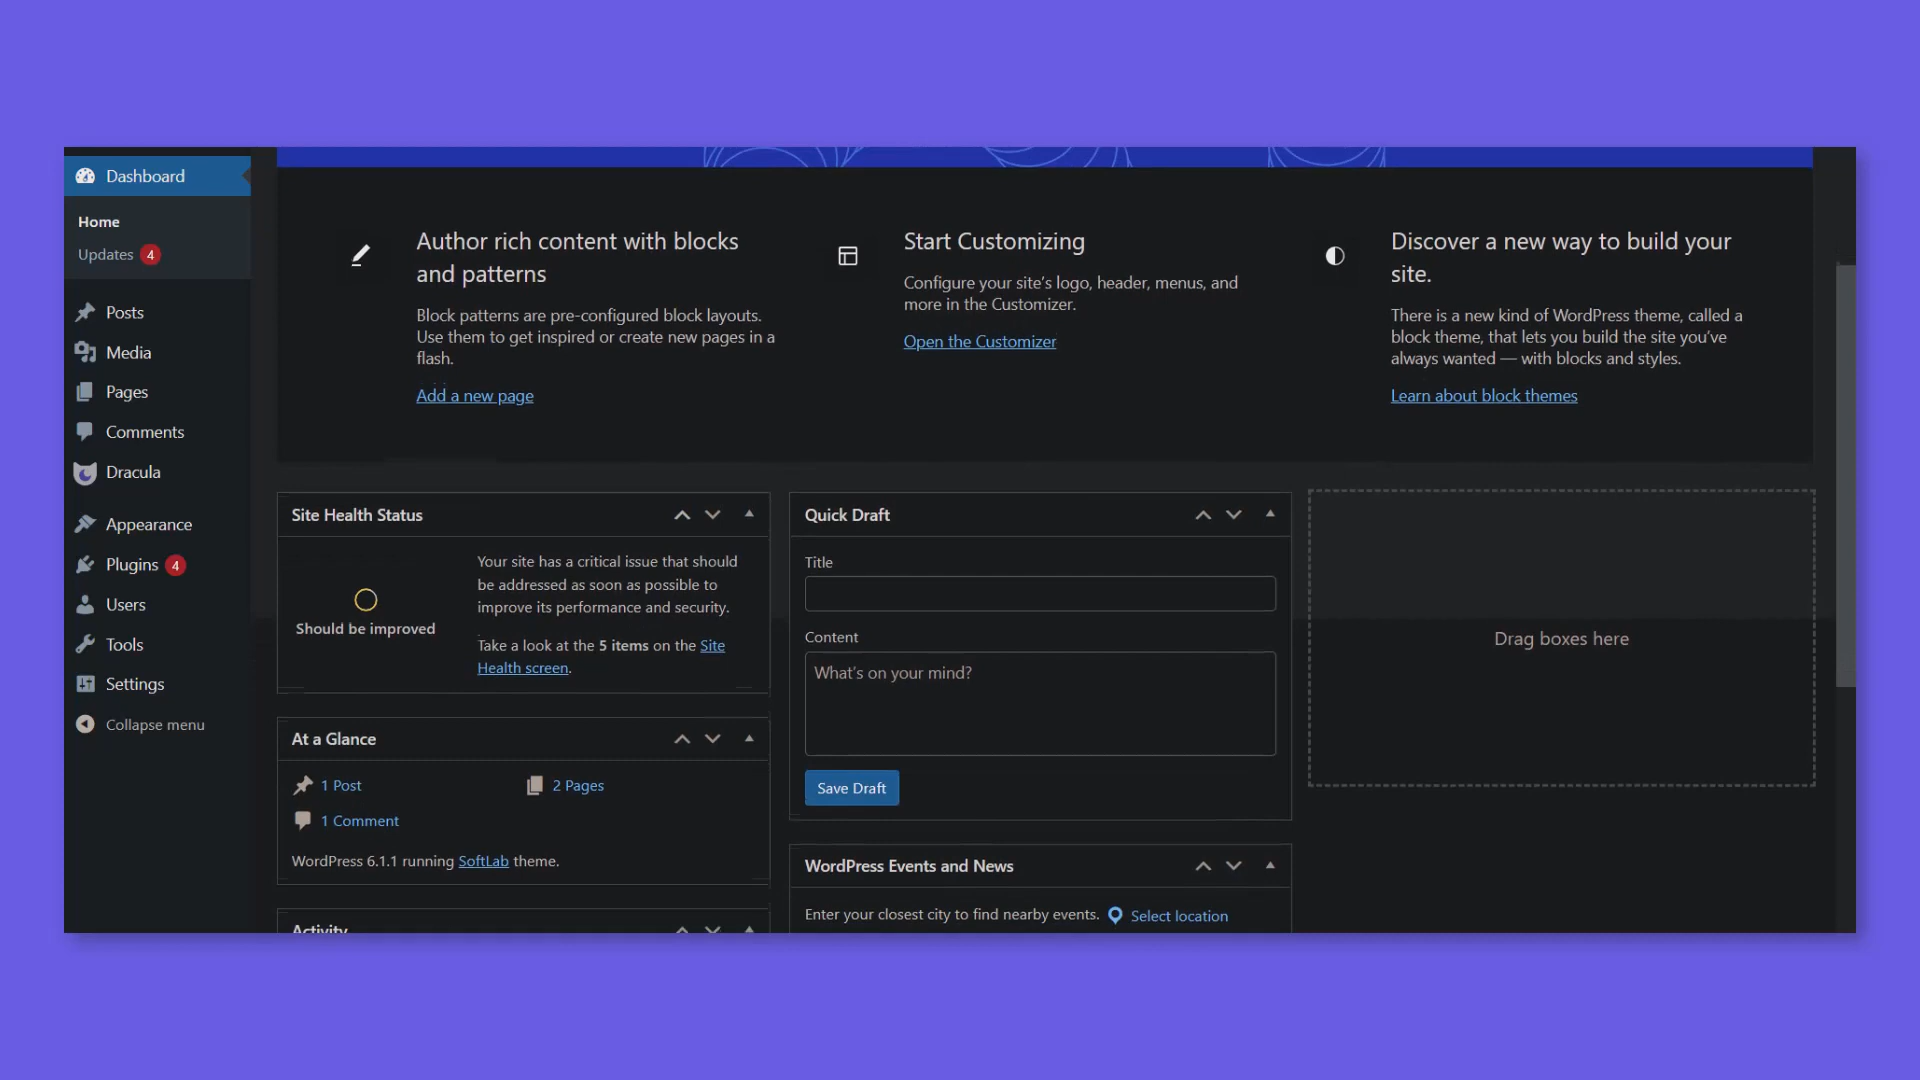 Dashboard
Home
Updates 4
Posts
Media
Pages
Comments
Dracula
Appearance
Plugins 4
Users
Tools
Settings
Collapse menu
Author rich content with blocks
and patterns
Block patterns are pre-configured block layouts.
Use them to get inspired or create new pages in a
flash.
Add a new page
Start Customizing
Configure your site’s logo, header, menus, and
more in the Customizer.
Open the Customizer
Discover a new way to build your
site.
There is a new kind of WordPress theme, called a
block theme, that lets you build the site you’ve
always wanted — with blocks and styles.
Learn about block themes
Site Health Status
Should be improved
Your site has a critical issue that should
be addressed as soon as possible to
improve its performance and security.
Take a look at the 5 items on the Site
Health screen.
At a Glance
1 Post
2 Pages
1 Comment
WordPress 6.1.1 running SoftLab theme.
Activity
Quick Draft
Title
Content
What’s on your mind?
Save Draft
WordPress Events and News
Enter your closest city to find nearby events. Select location
Drag boxes here